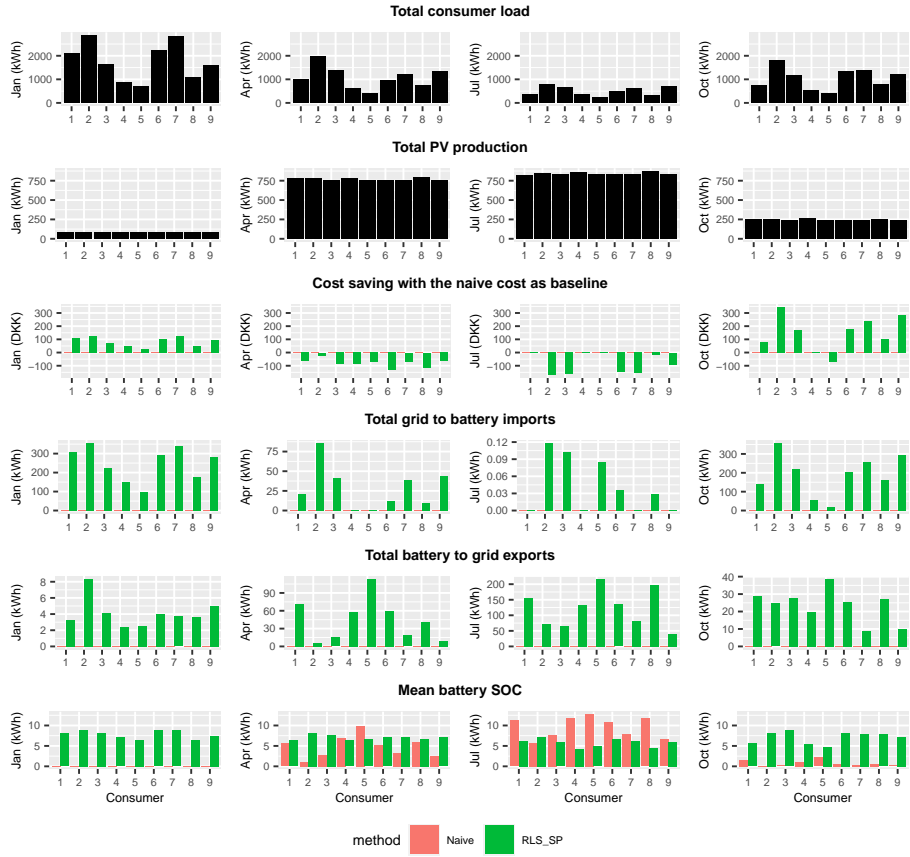 Total consumer load
Jan (kWh)
2000
1000
0
1 2 3 4 5 6 7 8 9
Apr (kWh)
2000
1000
0
1 2 3 4 5 6 7 8 9
Jul (kWh)
2000
1000
0
1 2 3 4 5 6 7 8 9
Oct (kWh)
2000
1000
0
1 2 3 4 5 6 7 8 9
Total PV production
Jan (kWh)
750
500
250
0
1 2 3 4 5 6 7 8 9
Apr (kWh)
750
500
250
0
1 2 3 4 5 6 7 8 9
Jul (kWh)
750
500
250
0
1 2 3 4 5 6 7 8 9
Oct (kWh)
750
500
250
0
1 2 3 4 5 6 7 8 9
Cost saving with the naive cost as baseline
Jan (DKK)
300
200
100
0
−100
1 2 3 4 5 6 7 8 9
Apr (DKK)
300
200
100
0
−100
1 2 3 4 5 6 7 8 9
Jul (DKK)
300
200
100
0
−100
1 2 3 4 5 6 7 8 9
Oct (DKK)
300
200
100
0
−100
1 2 3 4 5 6 7 8 9
Total grid to battery imports
Jan (kWh)
300
200
100
0
1 2 3 4 5 6 7 8 9
Apr (kWh)
75
50
25
0
1 2 3 4 5 6 7 8 9
Jul (kWh)
0.12
0.09
0.06
0.03
0.00
1 2 3 4 5 6 7 8 9
Oct (kWh)
300
200
100
0
1 2 3 4 5 6 7 8 9
Total battery to grid exports
Jan (kWh)
8
6
4
2
0
1 2 3 4 5 6 7 8 9
Apr (kWh)
90
60
30
0
1 2 3 4 5 6 7 8 9
Jul (kWh)
200
150
100
50
0
1 2 3 4 5 6 7 8 9
Oct (kWh)
40
30
20
10
0
1 2 3 4 5 6 7 8 9
Mean battery SOC
Jan (kWh)
10
5
0
1 2 3 4 5 6 7 8 9
Consumer
Apr (kWh)
10
5
0
1 2 3 4 5 6 7 8 9
Consumer
Jul (kWh)
10
5
0
1 2 3 4 5 6 7 8 9
Consumer
Oct (kWh)
10
5
0
1 2 3 4 5 6 7 8 9
Consumer
method Naive RLS_SP